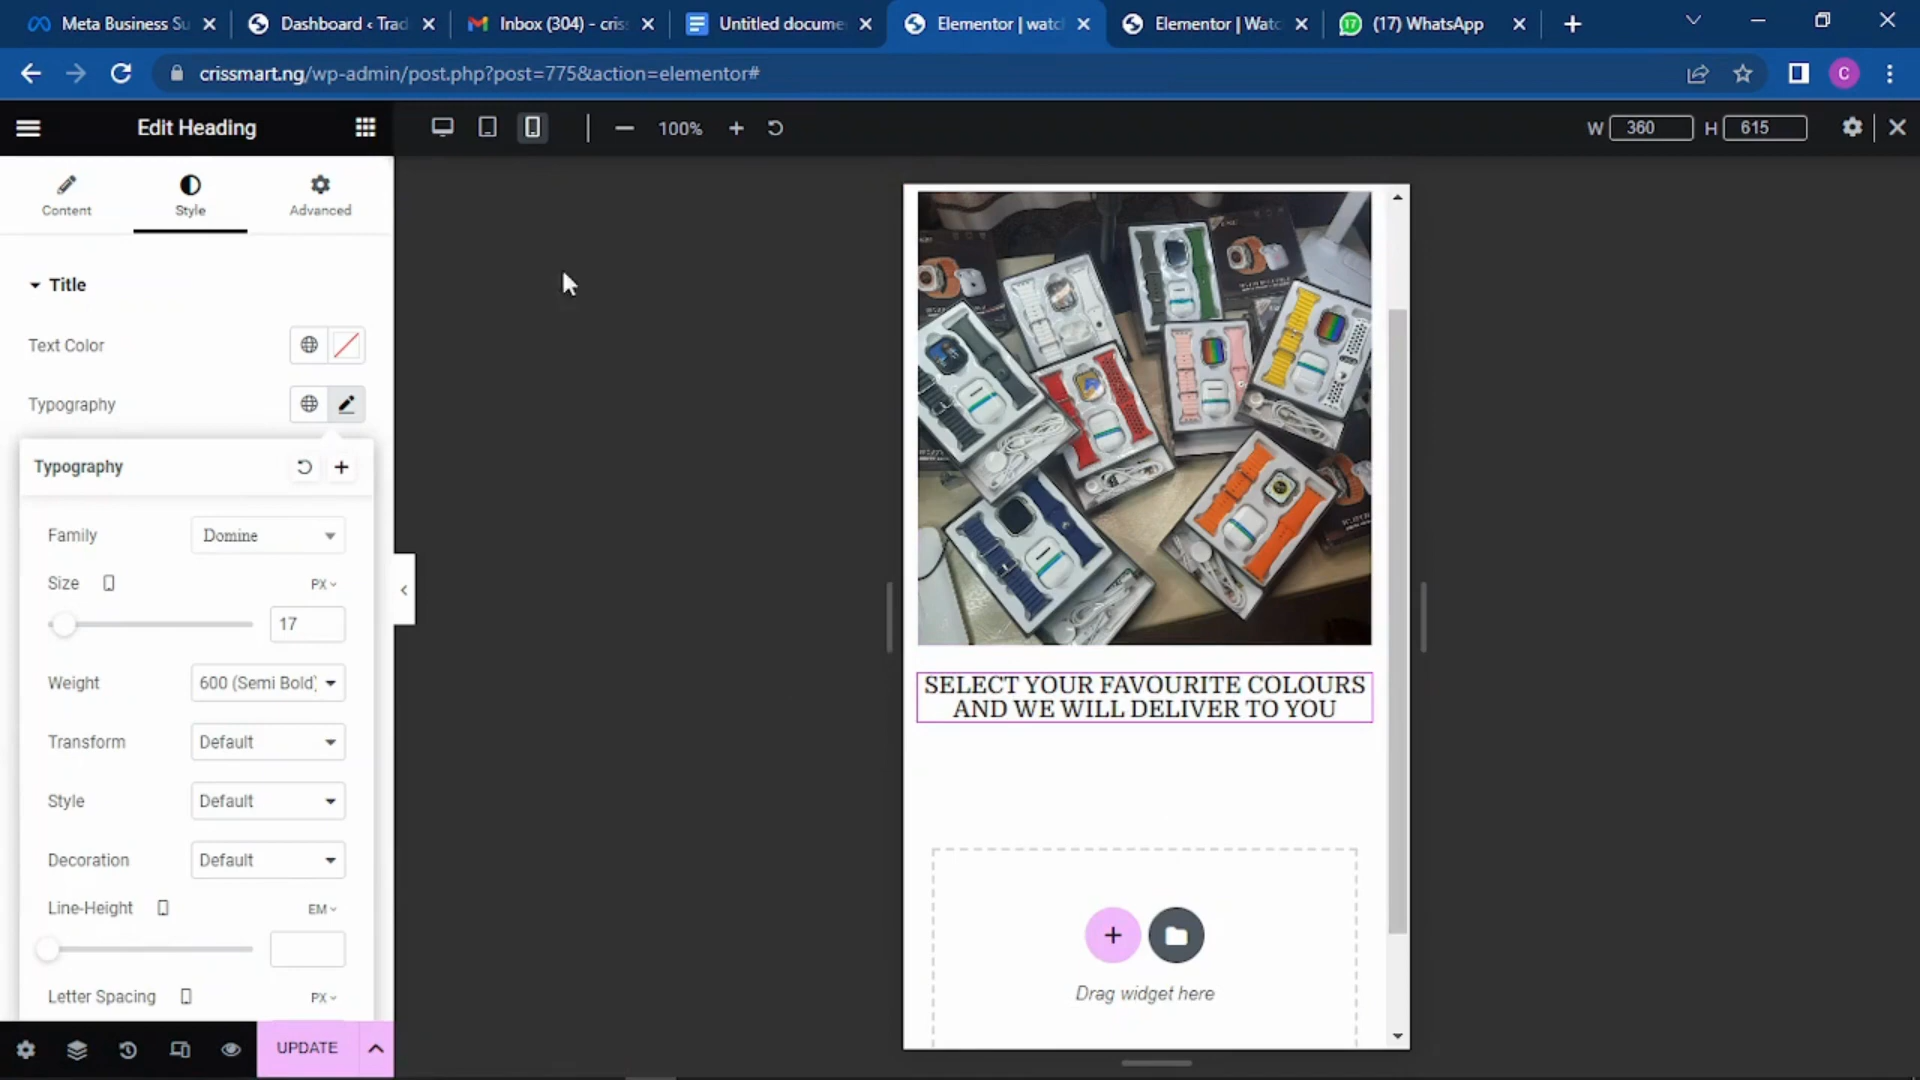 Meta Business Su
Dashboard ‹ Trad
Inbox (304) - cris
Untitled docume
Elementor | watc
Elementor | Watc
17
(17) WhatsApp
crissmart.ng/wp-admin/post.php?post=775&action=elementor#
C
Edit Heading
100%
W 360 H 615
Content
Style
Advanced
Title
Text Color
Typography
Typography
Family
Domine
Size
PX
17
Weight
600 (Semi Bold)
Transform
Default
Style
Default
Decoration
Default
Line-Height
EM
Letter Spacing
PX
UPDATE
SELECT YOUR FAVOURITE COLOURS
AND WE WILL DELIVER TO YOU
Drag widget here